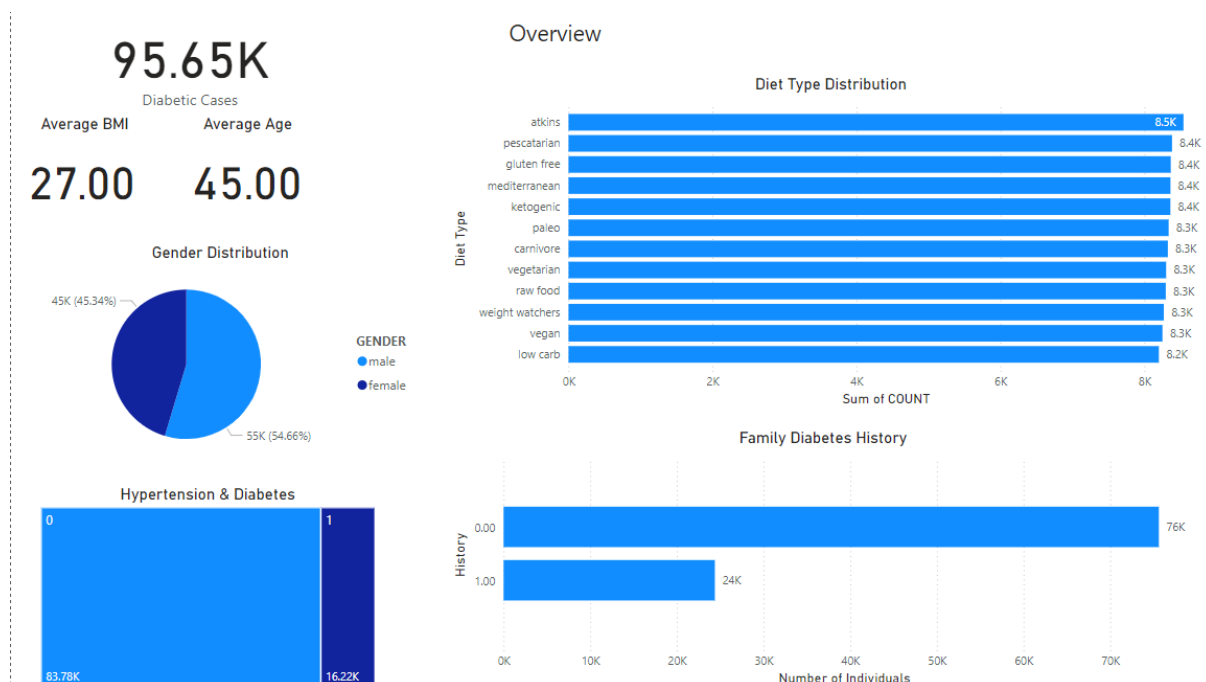 Overview
95.65K
Diabetic Cases
Average BMI
Average Age
27.00
45.00
Gender Distribution
45K (45.34%)
55K (54.66%)
GENDER
male
female
Hypertension & Diabetes
0
1
83.78K
16.22K
Diet Type Distribution
Diet Type
atkins
8.5K
pescatarian
8.4K
gluten free
8.4K
mediterranean
8.4K
ketogenic
8.4K
paleo
8.3K
carnivore
8.3K
vegetarian
8.3K
raw food
8.3K
weight watchers
8.3K
vegan
8.3K
low carb
8.2K
0K 2K 4K 6K 8K
Sum of COUNT
Family Diabetes History
History
0.00
76K
1.00
24K
0K 10K 20K 30K 40K 50K 60K 70K
Number of Individuals